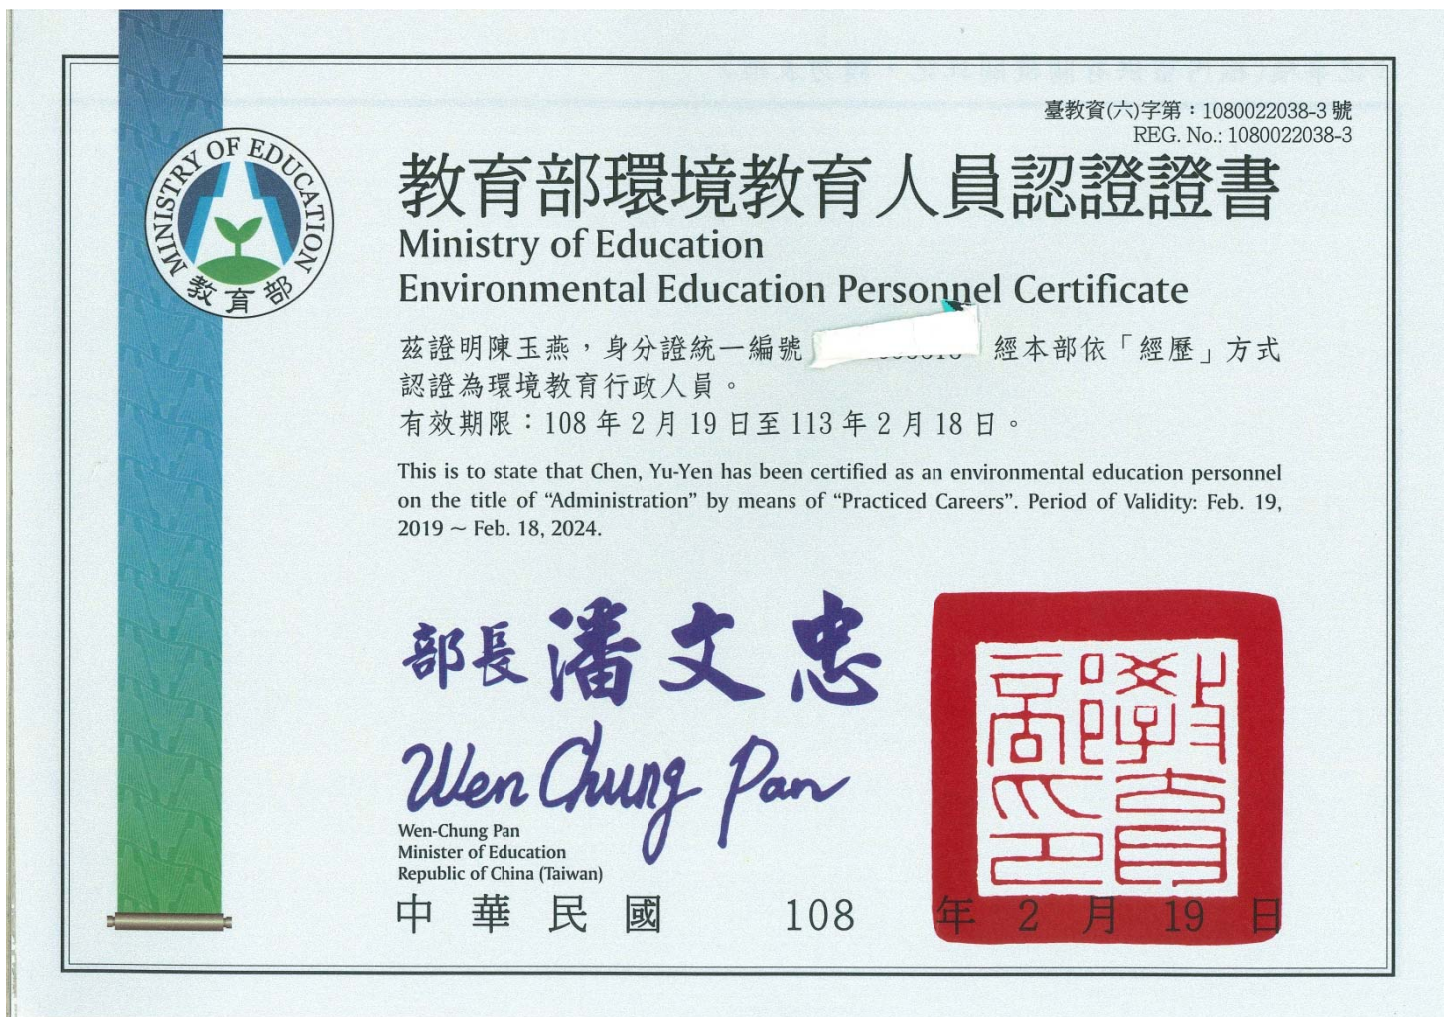 臺教資(六)字第：1080022038-3 號
REG. No.: 1080022038-3
MINISTRY OF EDUCATION
教育部
教育部環境教育人員認證證書
Ministry of Education
Environmental Education Personnel Certificate
茲證明陳玉燕，身分證統一編號 經本部依「經歷」方式
認證為環境教育行政人員。
有效期限：108 年 2 月 19 日至 113 年 2 月 18 日。
This is to state that Chen, Yu-Yen has been certified as an environmental education personnel
on the title of “Administration” by means of “Practiced Careers”. Period of Validity: Feb. 19,
2019 ~ Feb. 18, 2024.
部長 潘文忠
Wen Chung Pan
Wen-Chung Pan
Minister of Education
Republic of China (Taiwan)
教育部印
中華民國 108 年 2 月 19 日